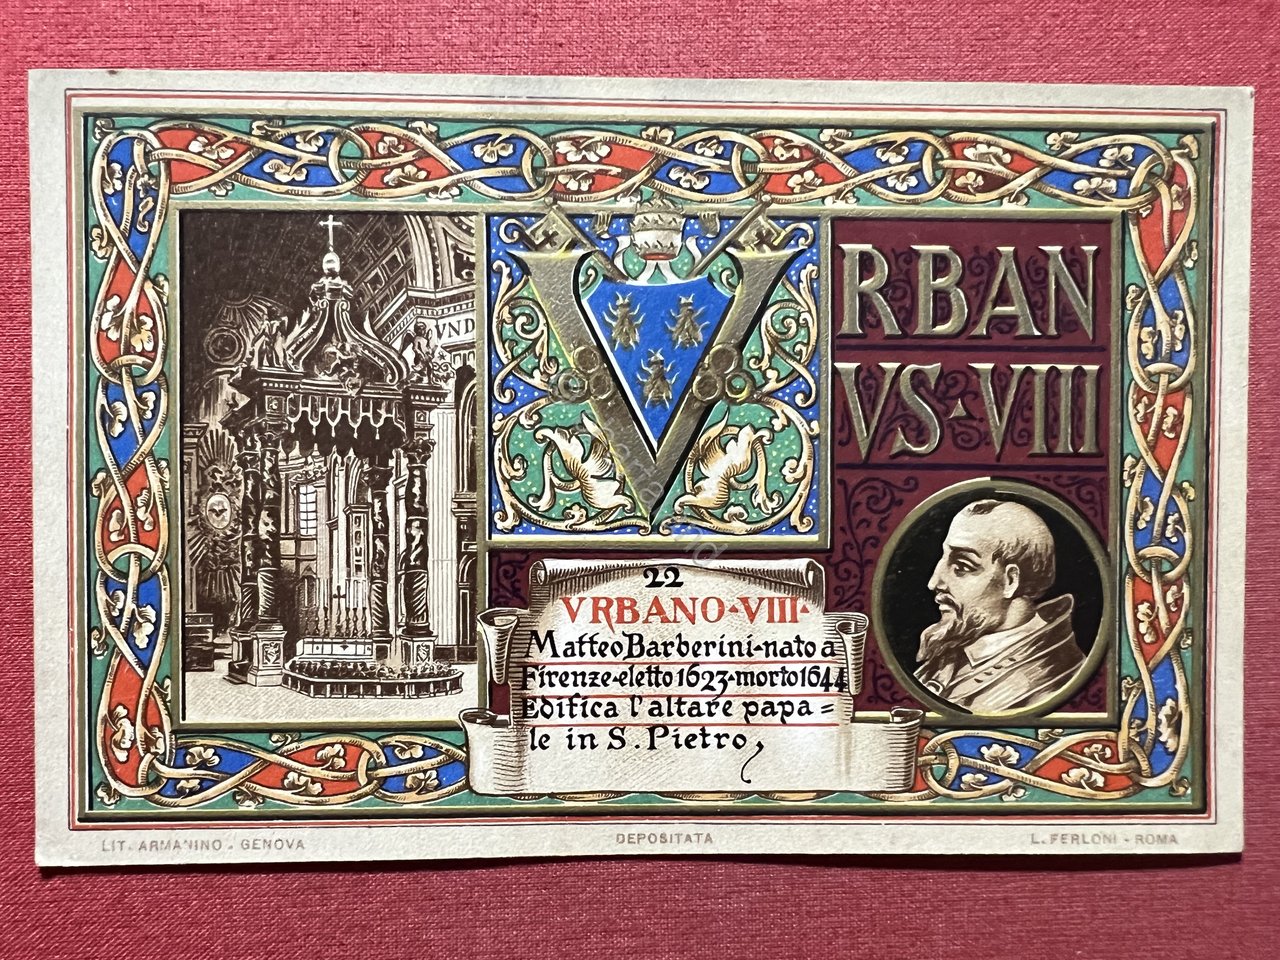 VRBAN
VS·VIII
VND
22
VRBANO·VIII·
Matteo Barberini-nato a
Firenze-eletto 1623-morto 1644
Edifica l'altare papa=
le in S. Pietro,
LIT. ARMANINO - GENOVA
DEPOSITATA
L. FERLONI - ROMA